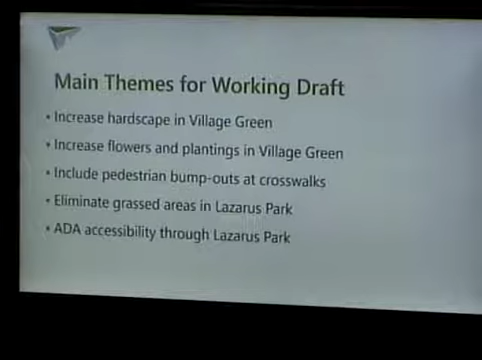 Main Themes for Working Draft
• Increase hardscape in Village Green
• Increase flowers and plantings in Village Green
• Include pedestrian bump-outs at crosswalks
• Eliminate grassed areas in Lazarus Park
• ADA accessibility through Lazarus Park